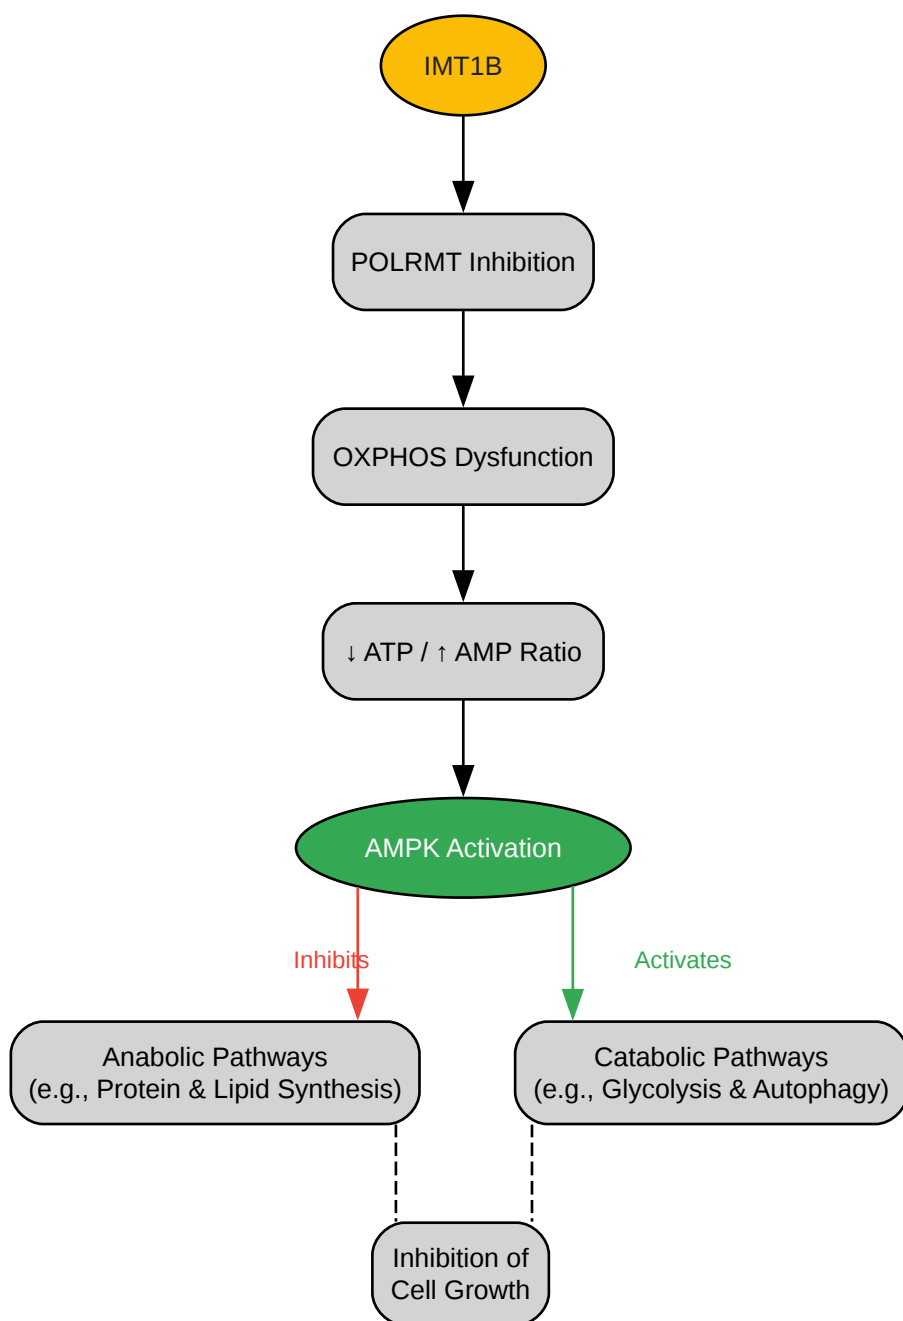 IMT1B
POLRMT Inhibition
OXPHOS Dysfunction
↓ ATP / ↑ AMP Ratio
AMPK Activation
Inhibits
Activates
Anabolic Pathways
(e.g., Protein & Lipid Synthesis)
Catabolic Pathways
(e.g., Glycolysis & Autophagy)
Inhibition of
Cell Growth